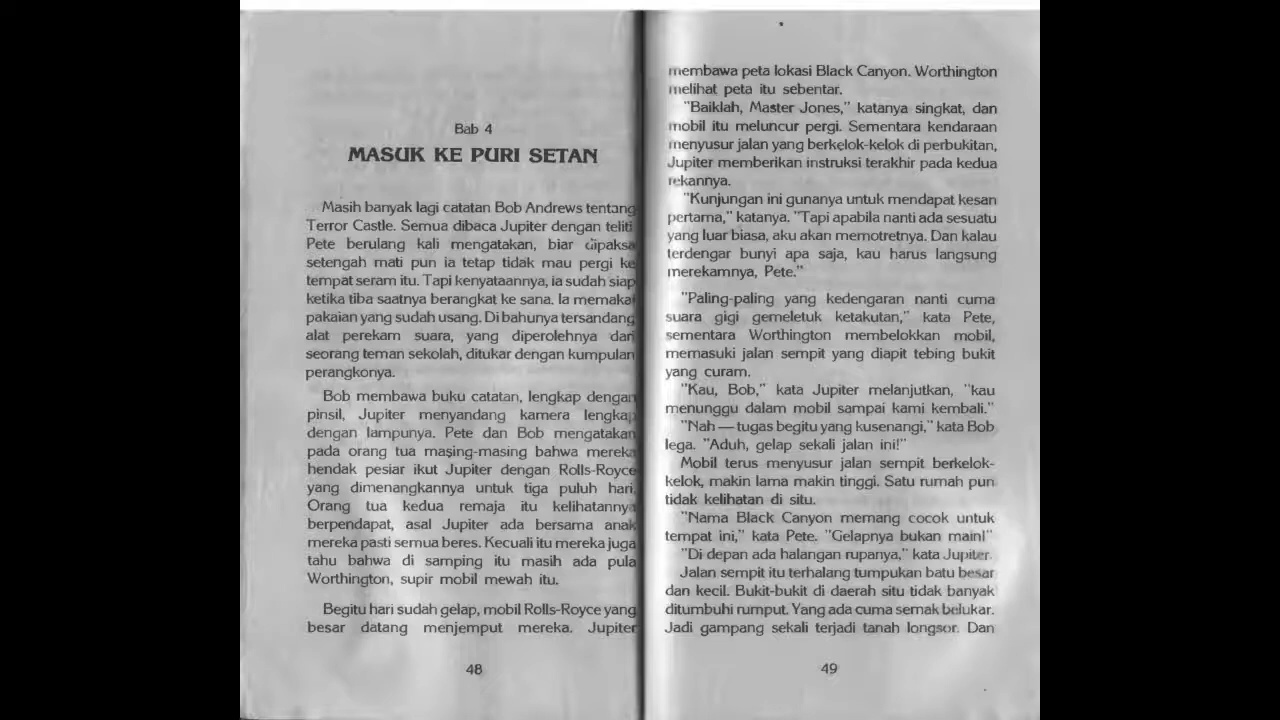 Bab 4
MASUK KE PURI SETAN
Masih banyak lagi catatan Bob Andrews tentang
Terror Castle. Semua dibaca Jupiter dengan teliti.
Pete berulang kali mengatakan, biar dipaksa
setengah mati pun ia tetap tidak mau pergi ke
tempat seram itu. Tapi kenyataannya, ia sudah siap
ketika tiba saatnya berangkat ke sana. Ia memakai
pakaian yang sudah usang. Di bahunya tersandang
alat perekam suara, yang diperolehnya dari
seorang teman sekolah, ditukar dengan kumpulan
perangkonya.
Bob membawa buku catatan, lengkap dengan
pinsil, Jupiter menyandang kamera lengkap
dengan lampunya. Pete dan Bob mengatakan
pada orang tua masing-masing bahwa mereka
hendak pesiar ikut Jupiter dengan Rolls-Royce
yang dimenangkannya untuk tiga puluh hari.
Orang tua kedua remaja itu kelihatannya
berpendapat, asal Jupiter ada bersama anak
mereka pasti semua beres. Kecuali itu mereka juga
tahu bahwa di samping itu masih ada pula
Worthington, supir mobil mewah itu.
Begitu hari sudah gelap, mobil Rolls-Royce yang
besar datang menjemput mereka. Jupiter
48
membawa peta lokasi Black Canyon. Worthington
melihat peta itu sebentar.
"Baiklah, Master Jones," katanya singkat, dan
mobil itu meluncur pergi. Sementara kendaraan
menyusur jalan yang berkelok-kelok di perbukitan,
Jupiter memberikan instruksi terakhir pada kedua
rekannya.
"Kunjungan ini gunanya untuk mendapat kesan
pertama," katanya. "Tapi apabila nanti ada sesuatu
yang luar biasa, aku akan memotretnya. Dan kalau
terdengar bunyi apa saja, kau harus langsung
merekamnya, Pete."
"Paling-paling yang kedengaran nanti cuma
suara gigi gemeletuk ketakutan," kata Pete,
sementara Worthington membelokkan mobil,
memasuki jalan sempit yang diapit tebing bukit
yang curam.
"Kau, Bob," kata Jupiter melanjutkan, "kau
menunggu dalam mobil sampai kami kembali."
"Nah — tugas begitu yang kusenangi," kata Bob
lega. "Aduh, gelap sekali jalan ini!"
Mobil terus menyusur jalan sempit berkelok-
kelok, makin lama makin tinggi. Satu rumah pun
tidak kelihatan di situ.
"Nama Black Canyon memang cocok untuk
tempat ini," kata Pete. "Gelapnya bukan main!"
"Di depan ada halangan rupanya," kata Jupiter.
Jalan sempit itu terhalang tumpukan batu besar
dan kecil. Bukit-bukit di daerah situ tidak banyak
ditumbuhi rumput. Yang ada cuma semak belukar.
Jadi gampang sekali terjadi tanah longsor. Dan
49